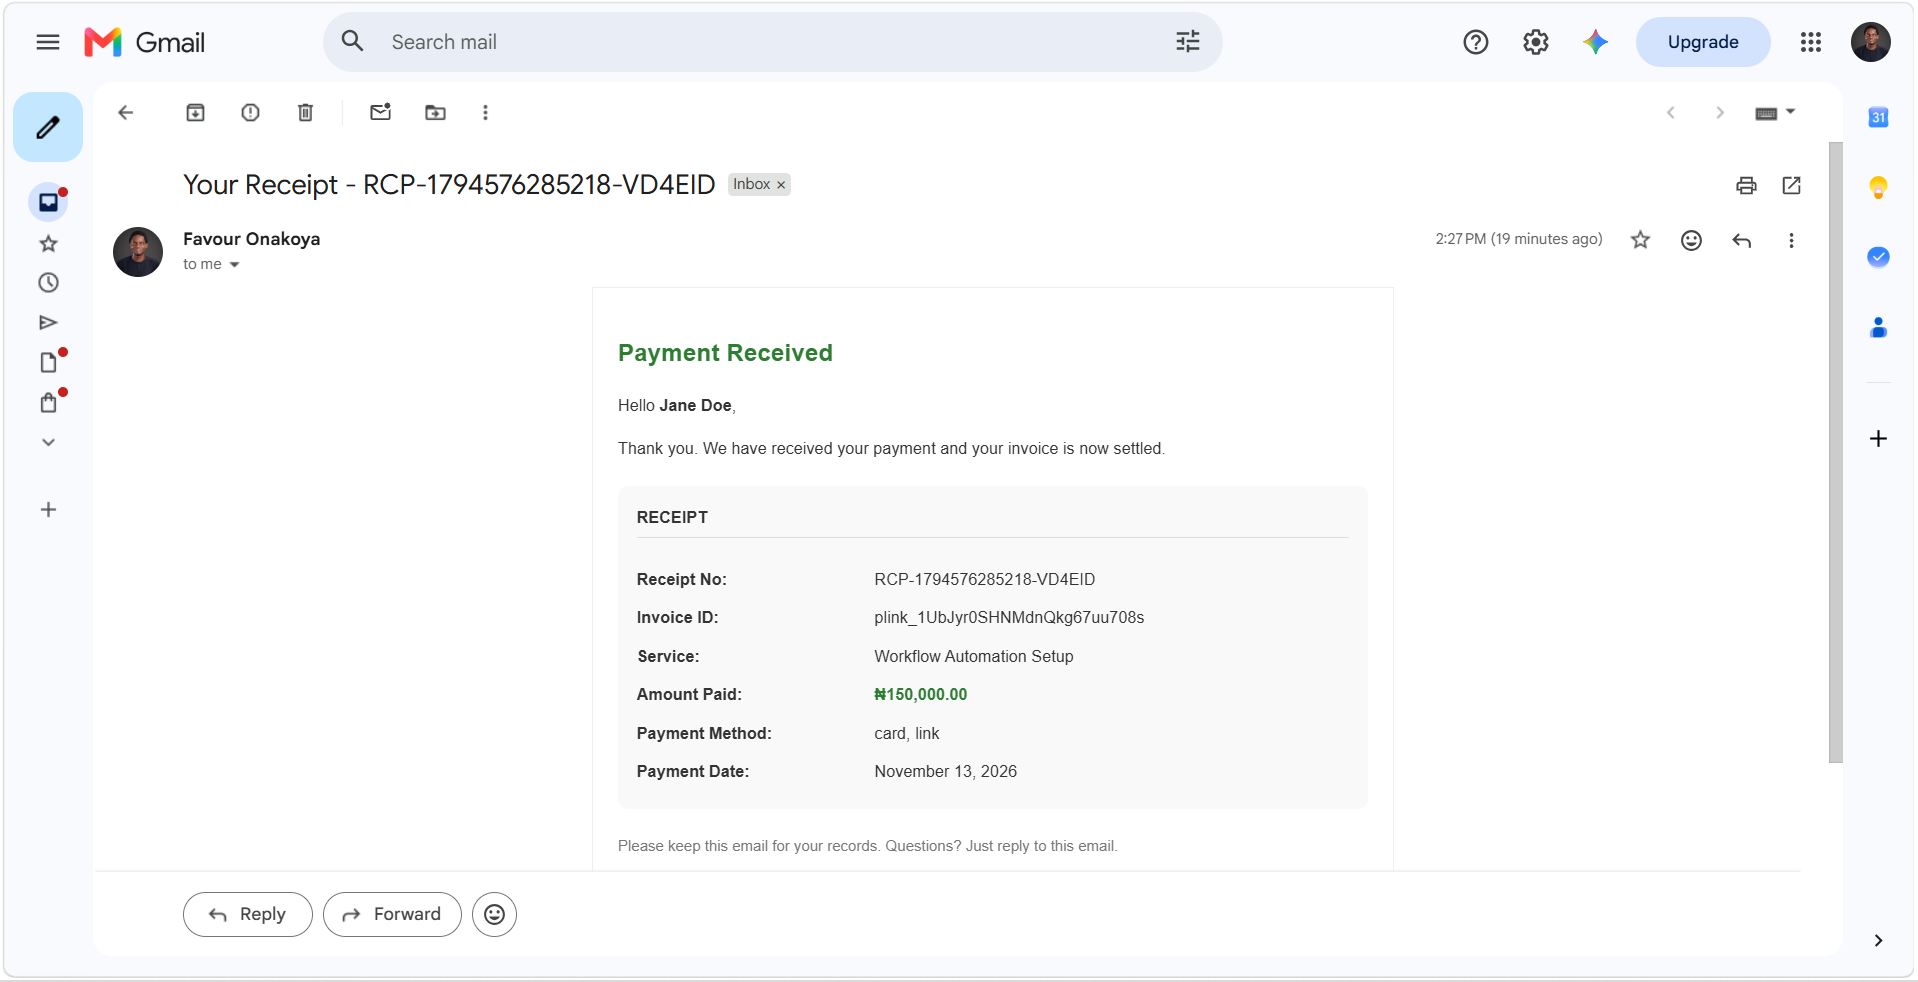 Gmail
Search mail
Upgrade
31
Your Receipt - RCP-1794576285218-VD4EID Inbox ×
Favour Onakoya
2:27 PM (19 minutes ago)
to me
Payment Received
Hello Jane Doe,
Thank you. We have received your payment and your invoice is now settled.
RECEIPT
Receipt No: RCP-1794576285218-VD4EID
Invoice ID: plink_1UbJyr0SHNMdnQkg67uu708s
Service: Workflow Automation Setup
Amount Paid: ₦150,000.00
Payment Method: card, link
Payment Date: November 13, 2026
Please keep this email for your records. Questions? Just reply to this email.
Reply Forward